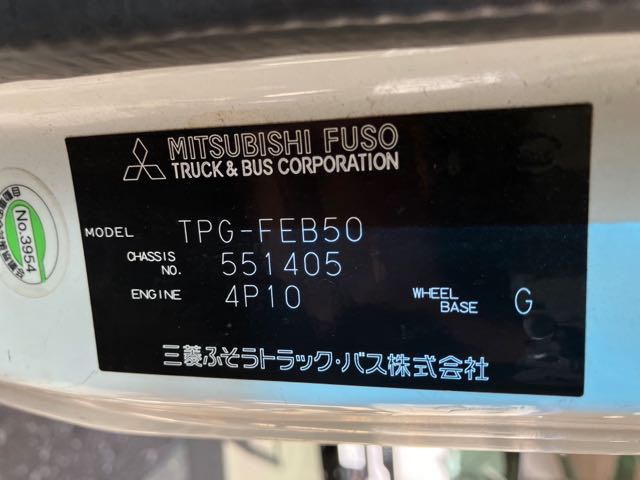 MITSUBISHI FUSO
TRUCK & BUS CORPORATION
MODEL TPG-FEB50
CHASSIS NO. 551405
ENGINE 4P10 WHEEL BASE G
三菱ふそうトラック・バス株式会社
No.3954